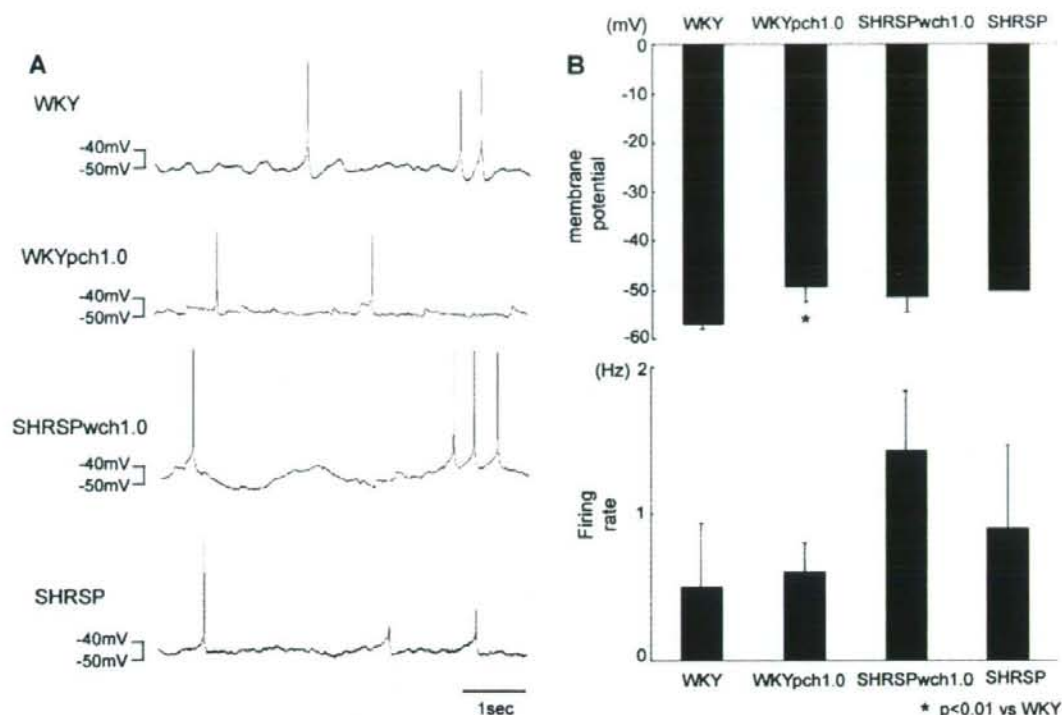 A
WKY
-40mV
-50mV
WKYpch1.0
-40mV
-50mV
SHRSPwch1.0
-40mV
-50mV
SHRSP
-40mV
-50mV
1sec
B
(mV) WKY WKYpch1.0 SHRSPwch1.0 SHRSP
0
-10
-20
-30
-40
-50
-60
membrane
potential
*
(Hz)
2
1
0
Firing
rate
WKY WKYpch1.0 SHRSPwch1.0 SHRSP
* p<0.01 vs WKY